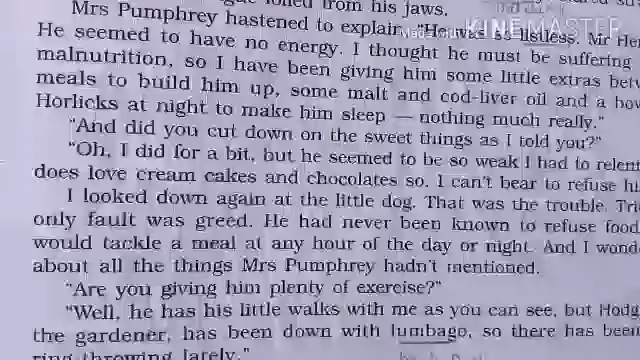 from his jaws.
Mrs Pumphrey hastened to explain, "He was so listless. Mr Her
He seemed to have no energy. I thought he must be suffering
malnutrition, so I have been giving him some little extras betw
meals to build him up, some malt and cod-liver oil and a bow
Horlicks at night to make him sleep — nothing much really."
"And did you cut down on the sweet things as I told you?"
"Oh, I did for a bit, but he seemed to be so weak I had to relent
does love cream cakes and chocolates so. I can't bear to refuse hi
I looked down again at the little dog. That was the trouble. Tri
only fault was greed. He had never been known to refuse food
would tackle a meal at any hour of the day or night. And I wond
about all the things Mrs Pumphrey hadn't mentioned.
"Are you giving him plenty of exercise?"
"Well, he has his little walks with me as you can see, but Hodg
the gardener, has been down with lumbago, so there has been
ring-throwing lately."
KINEMASTER